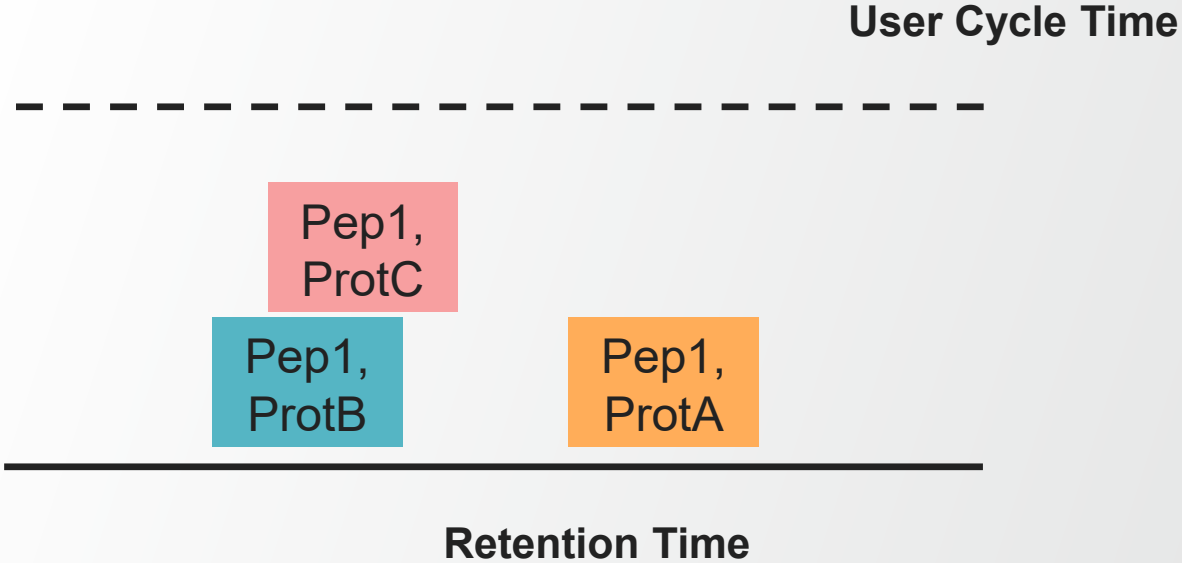 User Cycle Time
Pep1,
ProtC
Pep1,
ProtB
Pep1,
ProtA
Retention Time